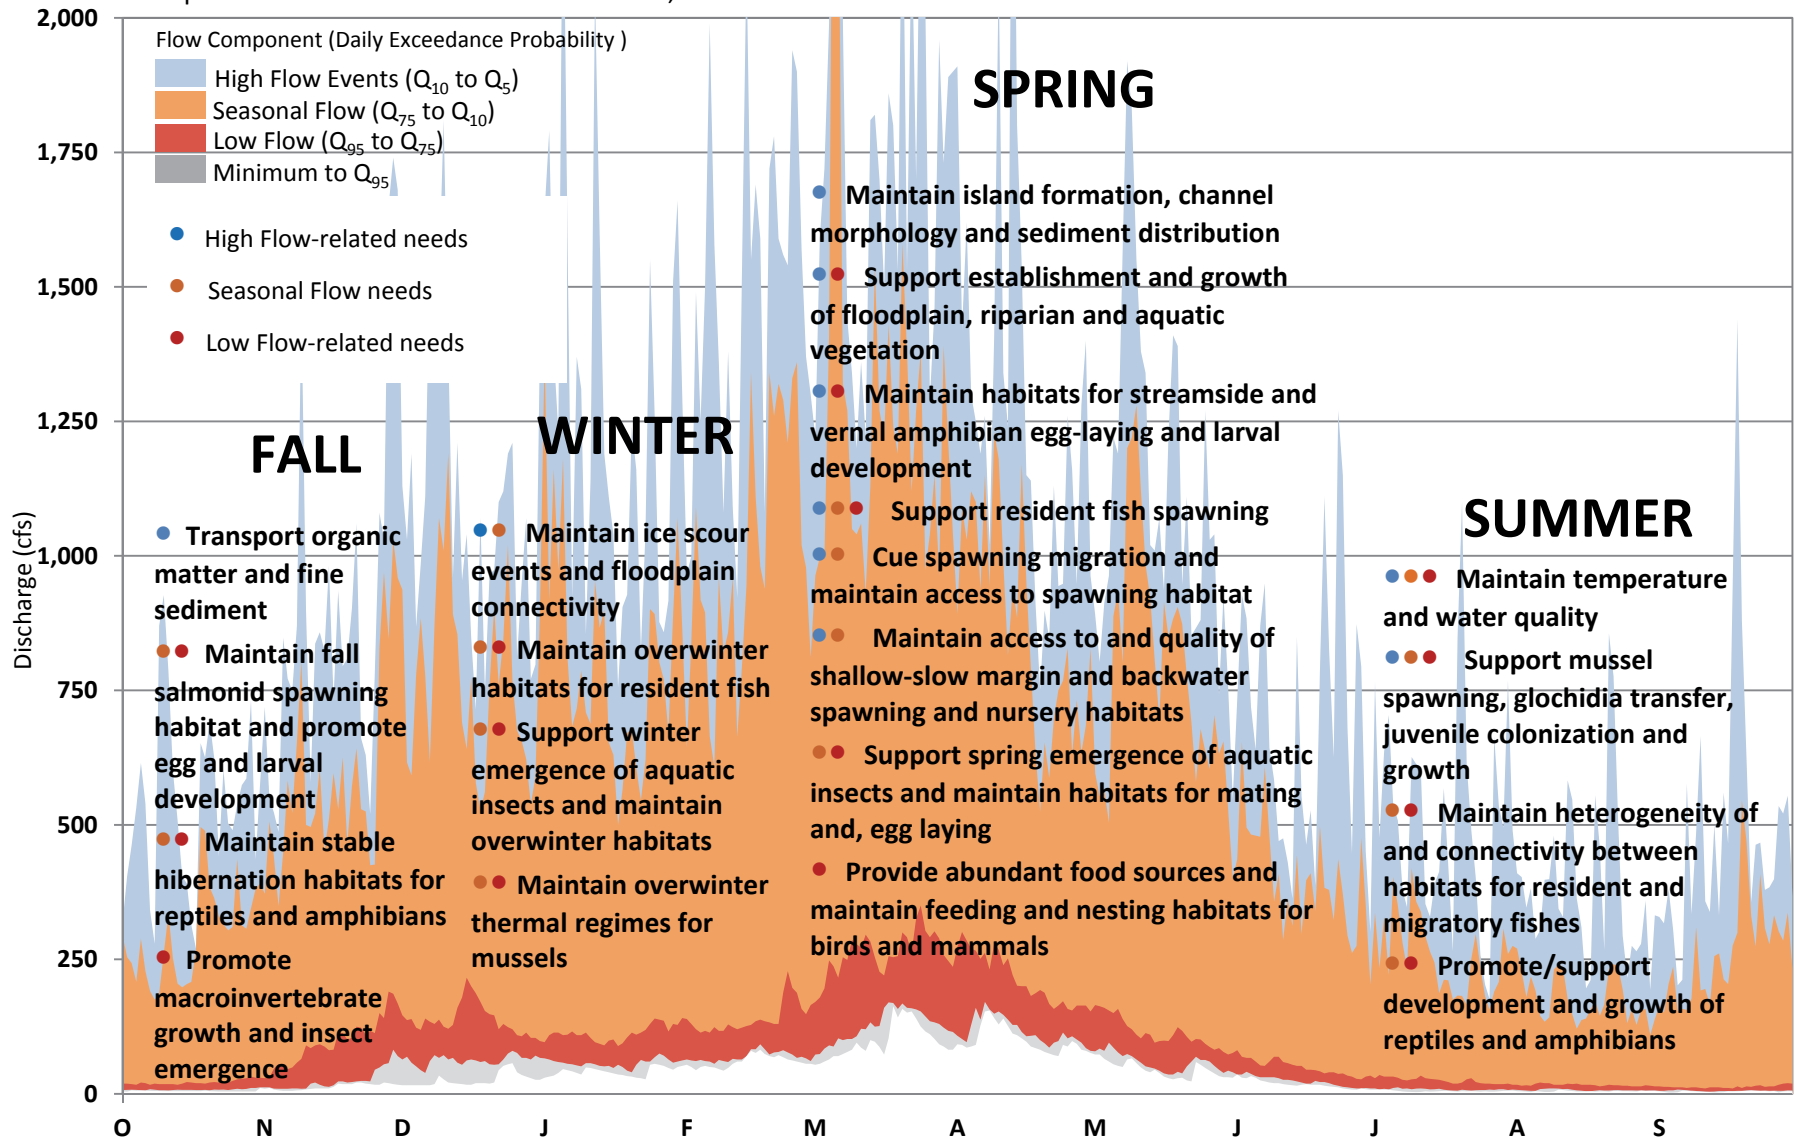 2,000
1,750
1,500
1,250
1,000
750
500
250
0
Discharge (cfs)
Flow Component (Daily Exceedance Probability )
High Flow Events (Q10 to Q5)
Seasonal Flow (Q75 to Q10)
Low Flow (Q95 to Q75)
Minimum to Q95
High Flow-related needs
Seasonal Flow needs
Low Flow-related needs
FALL
Transport organic
matter and fine
sediment
Maintain fall
salmonid spawning
habitat and promote
egg and larval
development
Maintain stable
hibernation habitats for
reptiles and amphibians
Promote
macroinvertebrate
growth and insect
emergence
WINTER
Maintain ice scour
events and floodplain
connectivity
Maintain overwinter
habitats for resident fish
Support winter
emergence of aquatic
insects and maintain
overwinter habitats
Maintain overwinter
thermal regimes for
mussels
SPRING
Maintain island formation, channel
morphology and sediment distribution
Support establishment and growth
of floodplain, riparian and aquatic
vegetation
Maintain habitats for streamside and
vernal amphibian egg-laying and larval
development
Support resident fish spawning
Cue spawning migration and
maintain access to spawning habitat
Maintain access to and quality of
shallow-slow margin and backwater
spawning and nursery habitats
Support spring emergence of aquatic
insects and maintain habitats for mating
and, egg laying
Provide abundant food sources and
maintain feeding and nesting habitats for
birds and mammals
SUMMER
Maintain temperature
and water quality
Support mussel
spawning, glochidia transfer,
juvenile colonization and
growth
Maintain heterogeneity of
and connectivity between
habitats for resident and
migratory fishes
Promote/support
development and growth of
reptiles and amphibians
O N D J F M A M J J A S